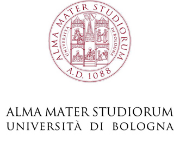 ALMA MATER STUDIORUM
A.D. 1088
ALMA MATER STUDIORUM
UNIVERSITÀ DI BOLOGNA